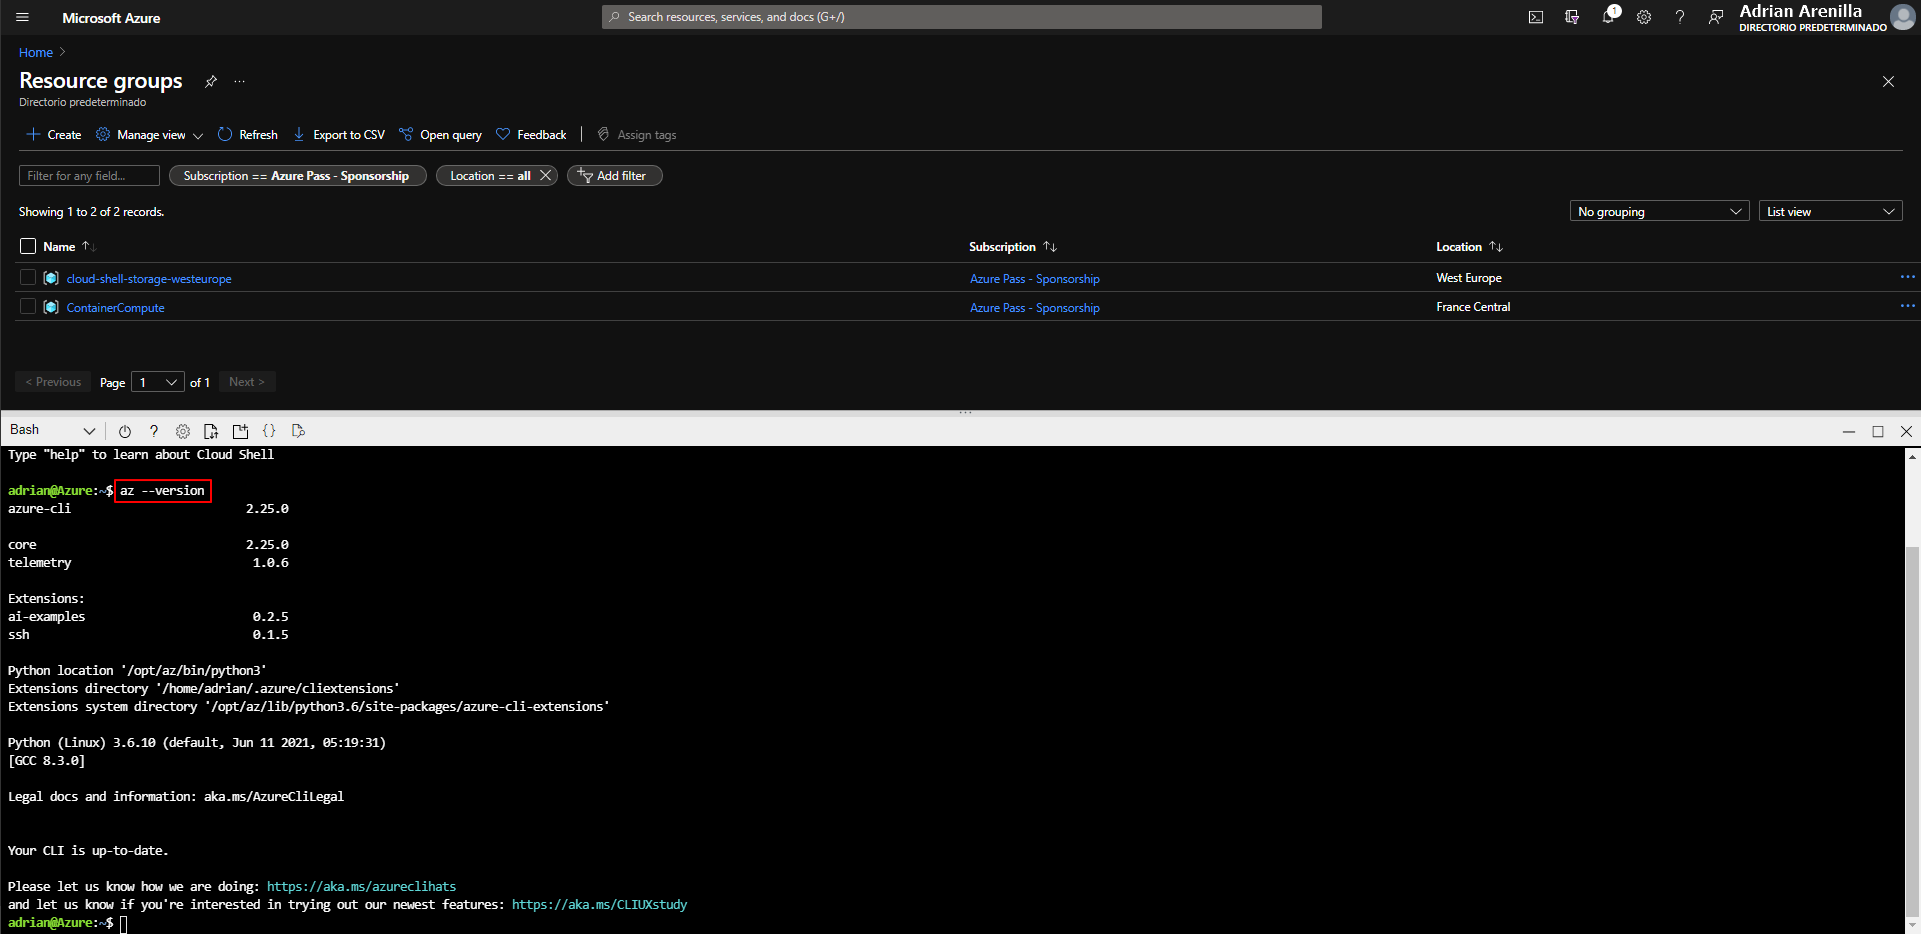 Microsoft Azure
Search resources, services, and docs (G+/)
1
Adrian Arenilla
DIRECTORIO PREDETERMINADO
Home
Resource groups
Directorio predeterminado
Create
Manage view
Refresh
Export to CSV
Open query
Feedback
Assign tags
Filter for any field...
Subscription == Azure Pass - Sponsorship
Location == all
Add filter
Showing 1 to 2 of 2 records.
No grouping
List view
Name
Subscription
Location
cloud-shell-storage-westeurope
Azure Pass - Sponsorship
West Europe
ContainerCompute
Azure Pass - Sponsorship
France Central
< Previous
Page
1
of 1
Next >
Bash
Type "help" to learn about Cloud Shell
adrian@Azure:~$ az --version
azure-cli 2.25.0
core 2.25.0
telemetry 1.0.6
Extensions:
ai-examples 0.2.5
ssh 0.1.5
Python location '/opt/az/bin/python3'
Extensions directory '/home/adrian/.azure/cliextensions'
Extensions system directory '/opt/az/lib/python3.6/site-packages/azure-cli-extensions'
Python (Linux) 3.6.10 (default, Jun 11 2021, 05:19:31)
[GCC 8.3.0]
Legal docs and information: aka.ms/AzureCliLegal
Your CLI is up-to-date.
Please let us know how we are doing: https://aka.ms/azureclihats
and let us know if you're interested in trying out our newest features: https://aka.ms/CLIUXstudy
adrian@Azure:~$